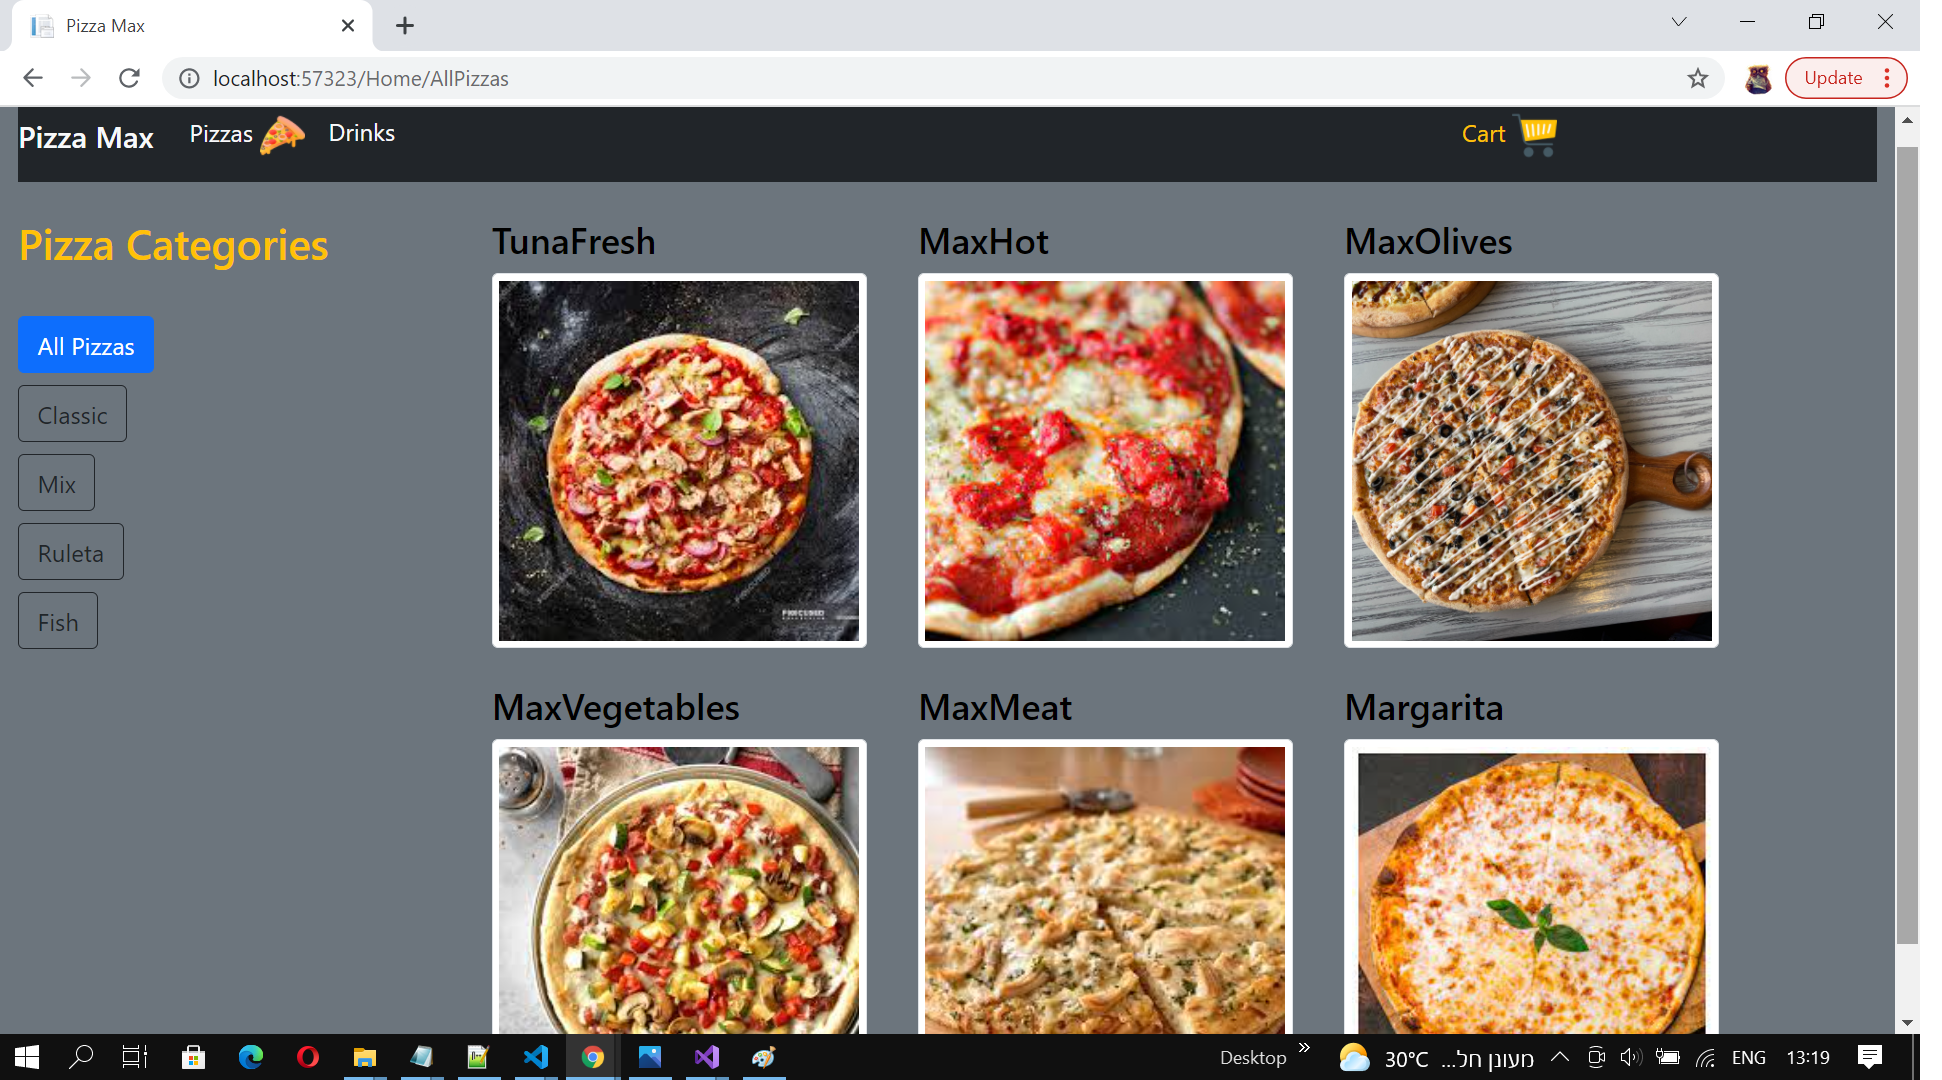 Pizza Max
localhost:57323/Home/AllPizzas
Update
Pizza Max
Pizzas
Drinks
Cart
Pizza Categories
All Pizzas
Classic
Mix
Ruleta
Fish
TunaFresh
MaxHot
MaxOlives
MaxVegetables
MaxMeat
Margarita
Desktop
30°C
מעונן חל...
ENG
13:19